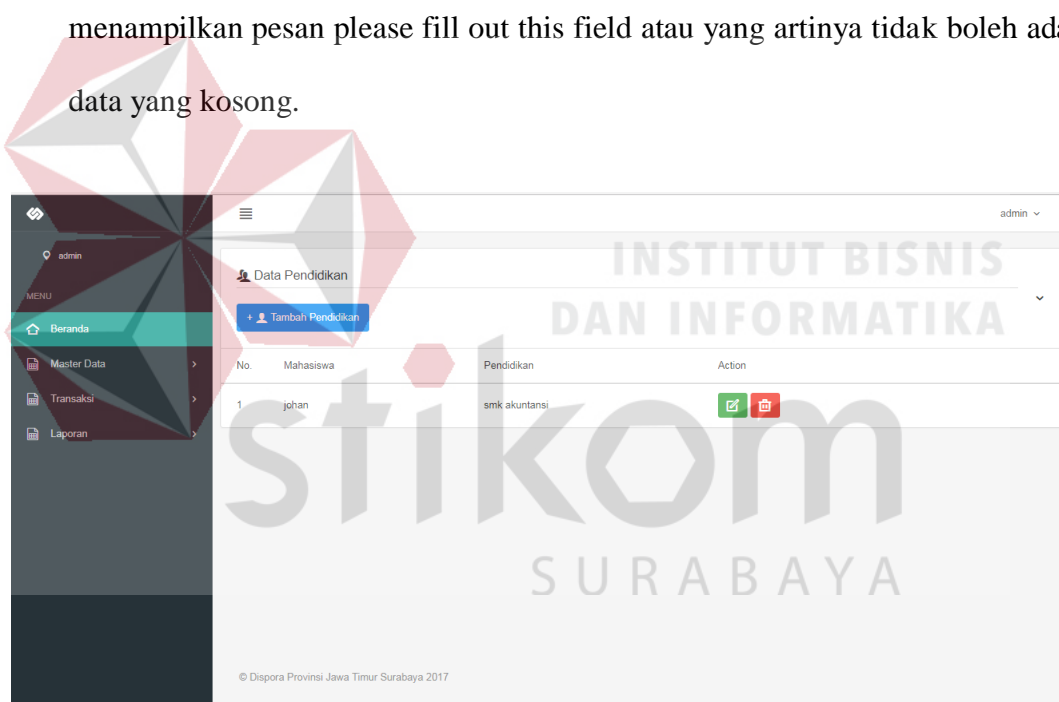 menampilkan pesan please fill out this field atau yang artinya tidak boleh ada
data yang kosong.
admin
admin
INSTITUT BISNIS
Data Pendidikan
MENU
DAN INFORMATIKA
+ Tambah Pendidikan
Beranda
Master Data
No. Mahasiswa Pendidikan Action
Transaksi
1 johan smk akuntansi
Laporan
stikom
SURABAYA
© Dispora Provinsi Jawa Timur Surabaya 2017